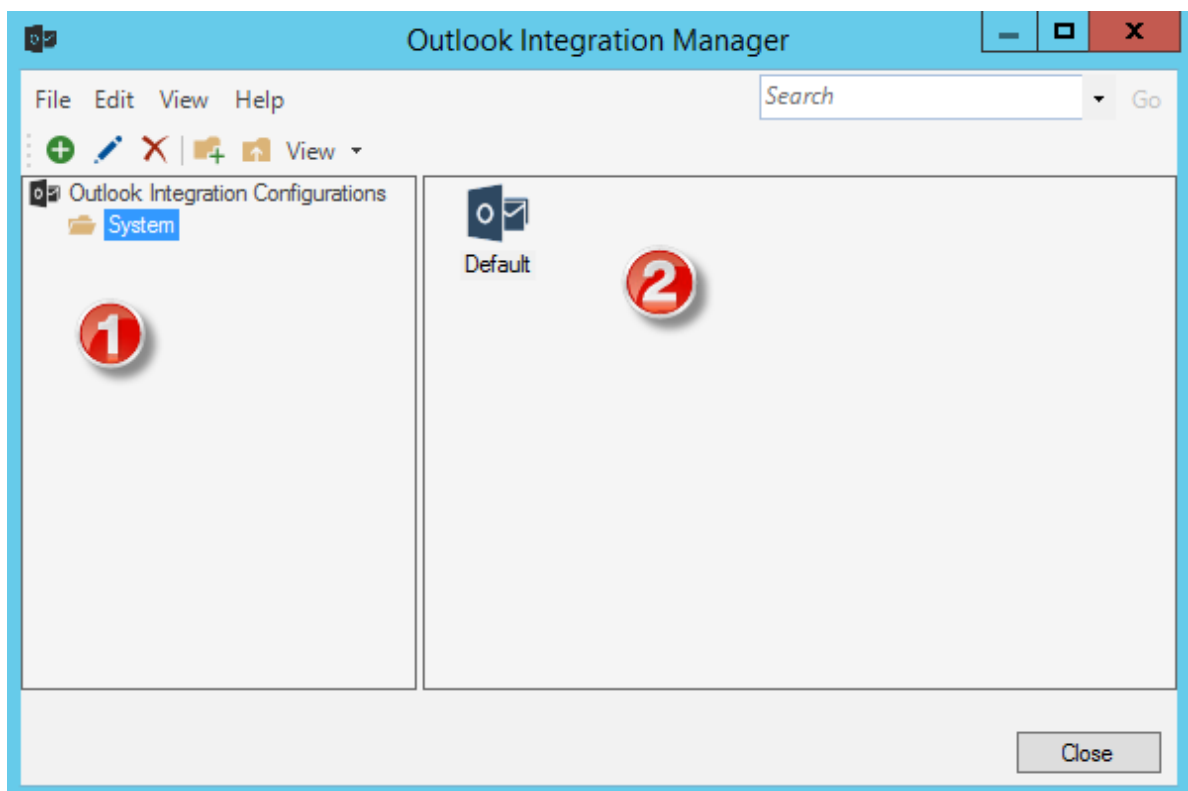 Outlook Integration Manager
File Edit View Help
Search
Go
View
Outlook Integration Configurations
System
Default
1
2
Close